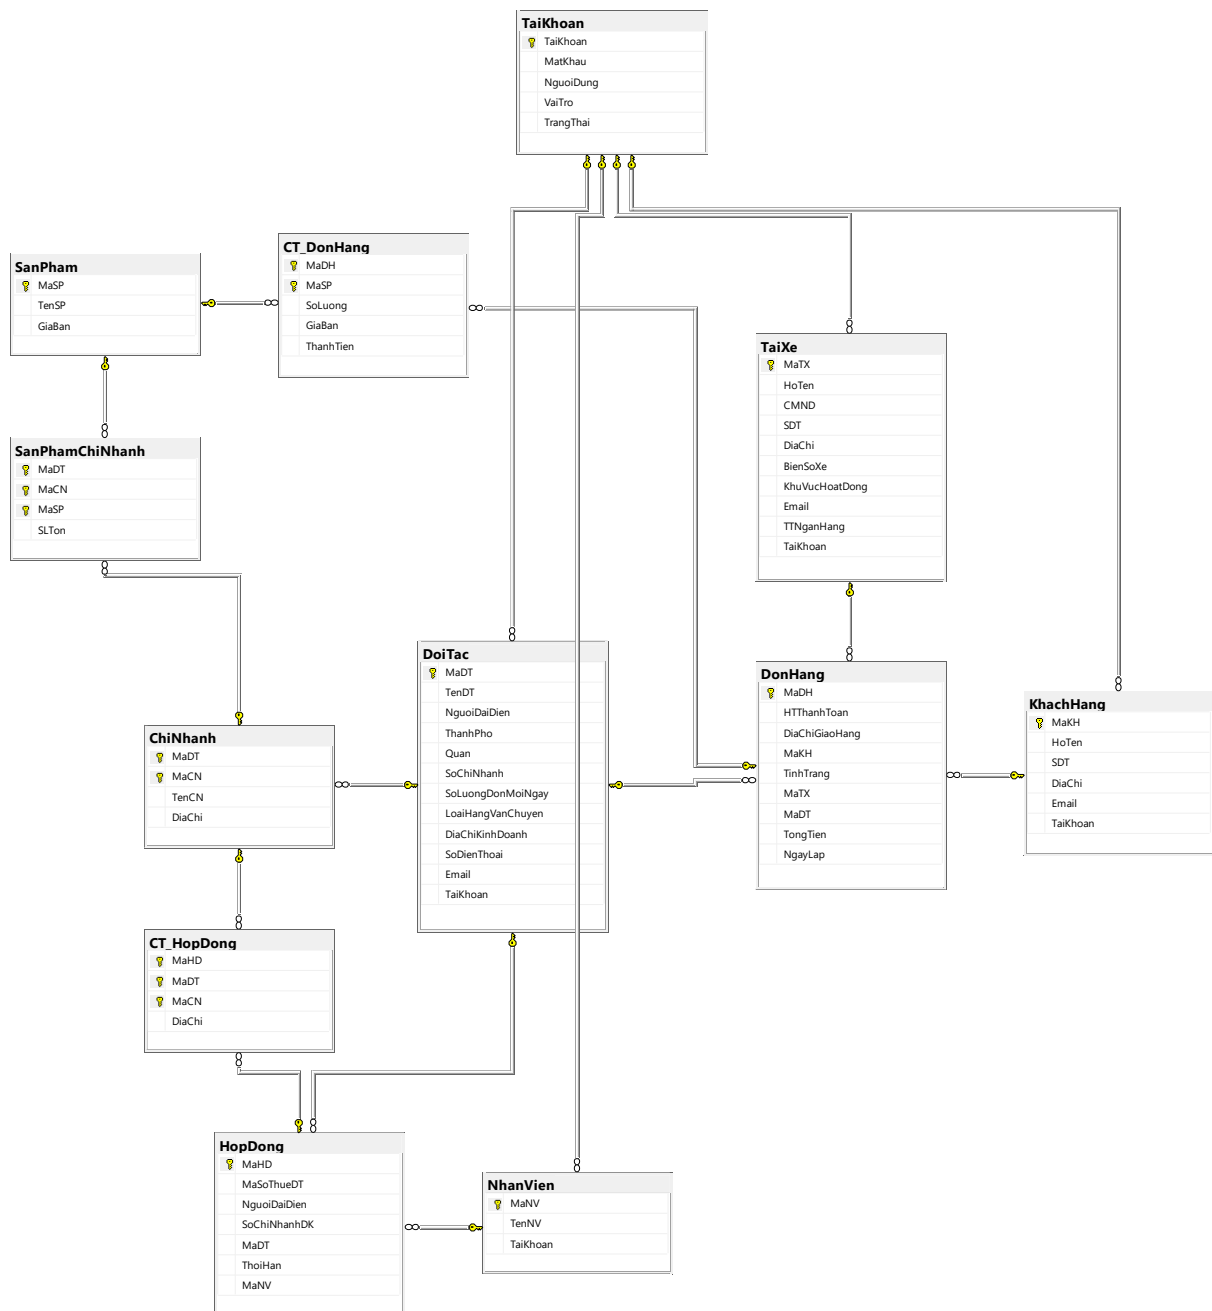 TaiKhoan
TaiKhoan
MatKhau
NguoiDung
VaiTro
TrangThai
CT_DonHang
MaDH
MaSP
SoLuong
GiaBan
ThanhTien
SanPham
MaSP
TenSP
GiaBan
TaiXe
MaTX
HoTen
CMND
SDT
DiaChi
BienSoXe
KhuVucHoatDong
Email
TTNganHang
TaiKhoan
SanPhamChiNhanh
MaDT
MaCN
MaSP
SLTon
DoiTac
MaDT
TenDT
NguoiDaiDien
ThanhPho
Quan
SoChiNhanh
SoLuongDonMoiNgay
LoaiHangVanChuyen
DiaChiKinhDoanh
SoDienThoai
Email
TaiKhoan
DonHang
MaDH
HTThanhToan
DiaChiGiaoHang
MaKH
TinhTrang
MaTX
MaDT
TongTien
NgayLap
KhachHang
MaKH
HoTen
SDT
DiaChi
Email
TaiKhoan
ChiNhanh
MaDT
MaCN
TenCN
DiaChi
CT_HopDong
MaHD
MaDT
MaCN
DiaChi
HopDong
MaHD
MaSoThueDT
NguoiDaiDien
SoChiNhanhDK
MaDT
ThoiHan
MaNV
NhanVien
MaNV
TenNV
TaiKhoan